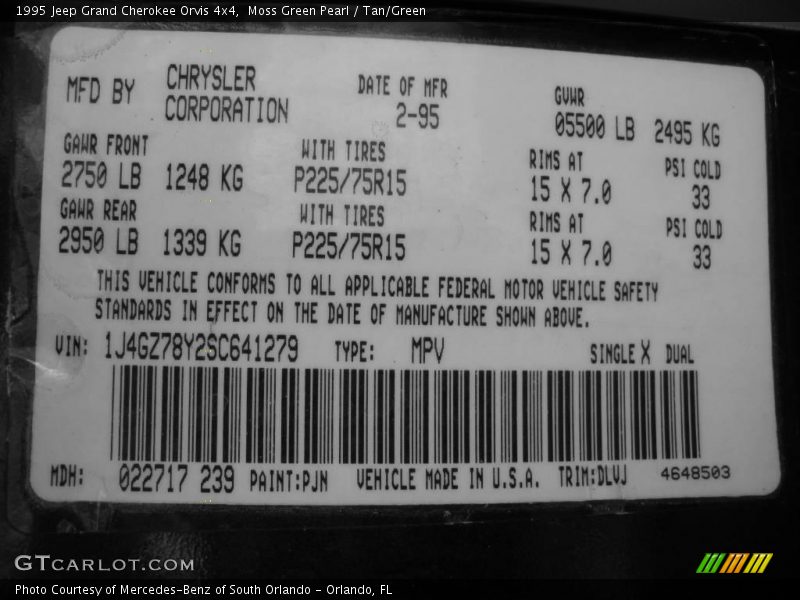 1995 Jeep Grand Cherokee Orvis 4x4,  Moss Green Pearl / Tan/Green
MFD BY CHRYSLER CORPORATION DATE OF MFR 2-95 GVWR 05500 LB 2495 KG
GAWR FRONT WITH TIRES RIMS AT PSI COLD
2750 LB 1248 KG P225/75R15 15 X 7.0 33
GAWR REAR WITH TIRES RIMS AT PSI COLD
2950 LB 1339 KG P225/75R15 15 X 7.0 33
THIS VEHICLE CONFORMS TO ALL APPLICABLE FEDERAL MOTOR VEHICLE SAFETY
STANDARDS IN EFFECT ON THE DATE OF MANUFACTURE SHOWN ABOVE.
VIN: 1J4GZ78Y2SC641279 TYPE: MPV SINGLE X DUAL
MDH: 022717 239 PAINT:PJN VEHICLE MADE IN U.S.A. TRIM:DLVJ 4648503
GTCARLOT.COM
Photo Courtesy of Mercedes-Benz of South Orlando - Orlando, FL